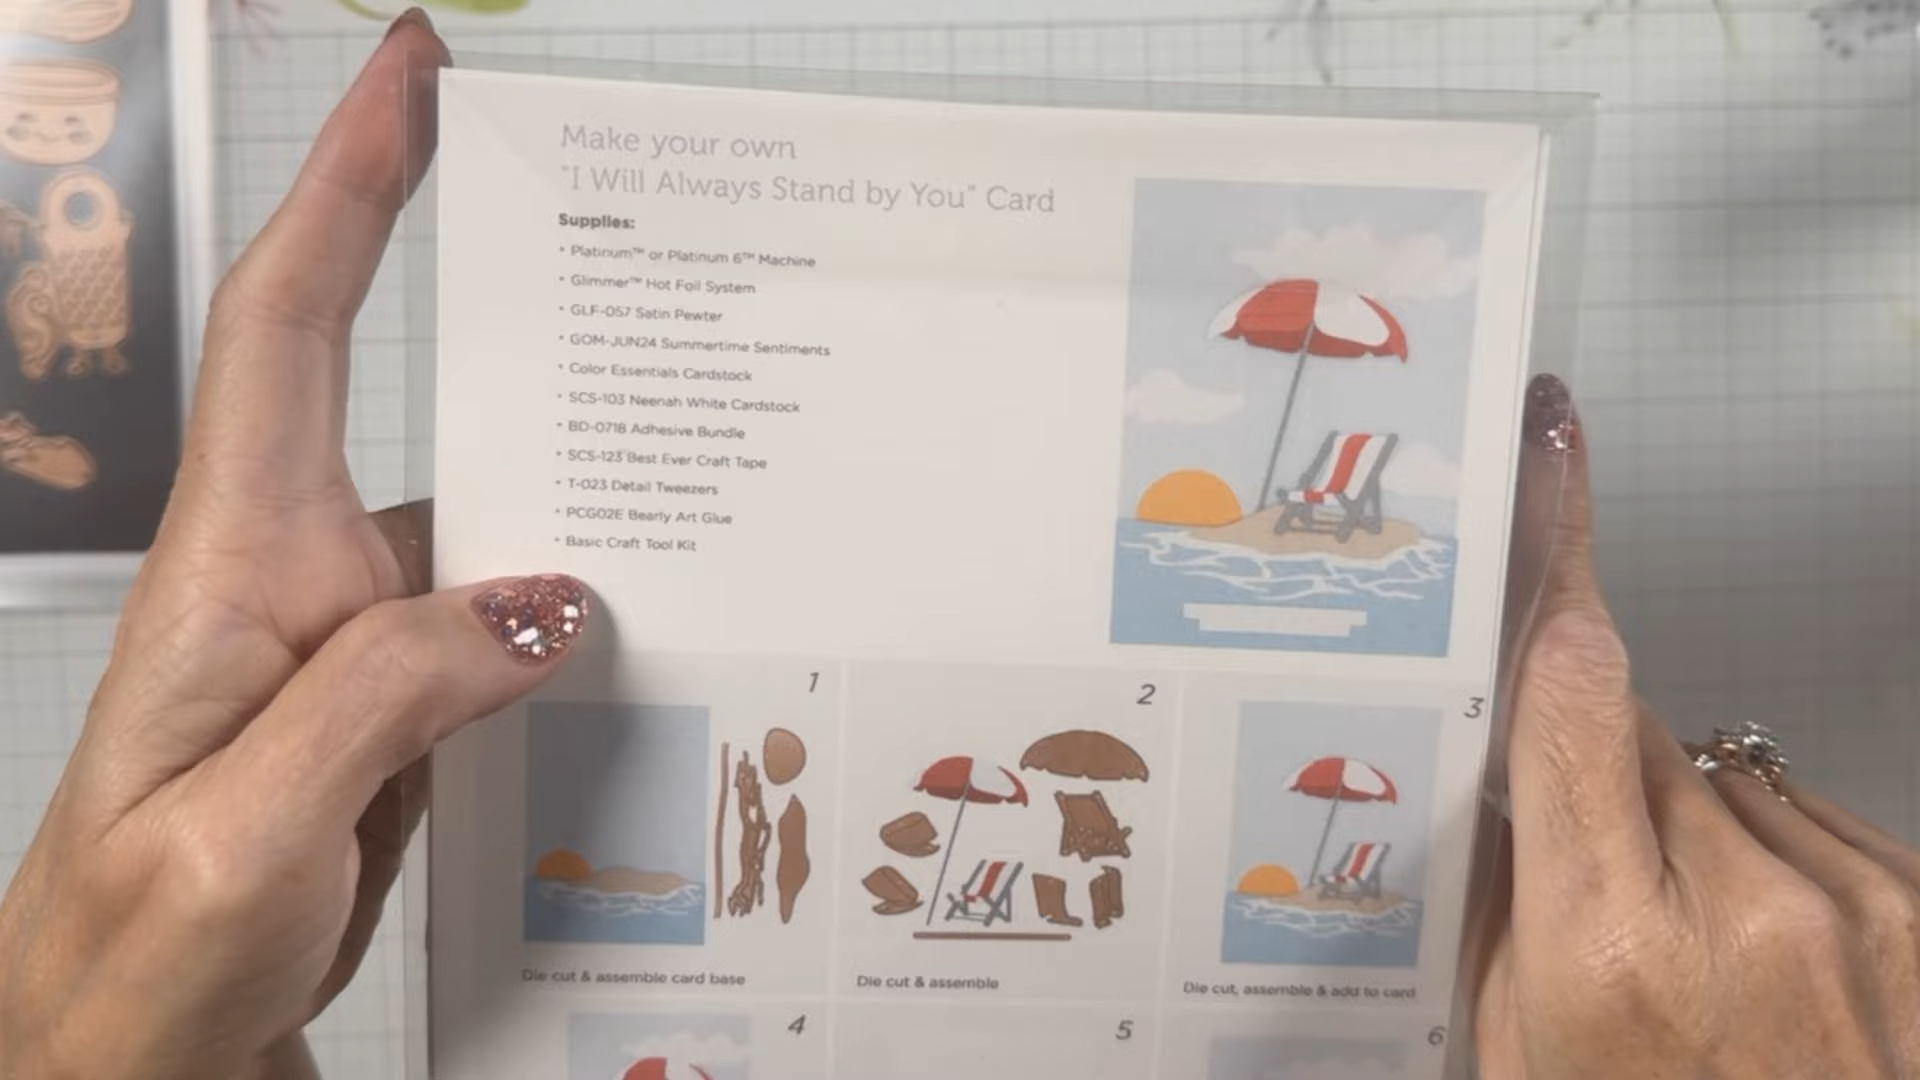 Make your own
"I Will Always Stand by You" Card
Supplies:
• Platinum™ or Platinum 6™ Machine
• Glimmer™ Hot Foil System
• GLF-057 Satin Pewter
• GOM-JUN24 Summertime Sentiments
• Color Essentials Cardstock
• SCS-103 Neenah White Cardstock
• BD-0718 Adhesive Bundle
• SCS-123 Best Ever Craft Tape
• T-023 Detail Tweezers
• PCG02E Bearly Art Glue
• Basic Craft Tool Kit
1
2
3
Die cut & assemble card base
Die cut & assemble
Die cut, assemble & add to card
4
5
6